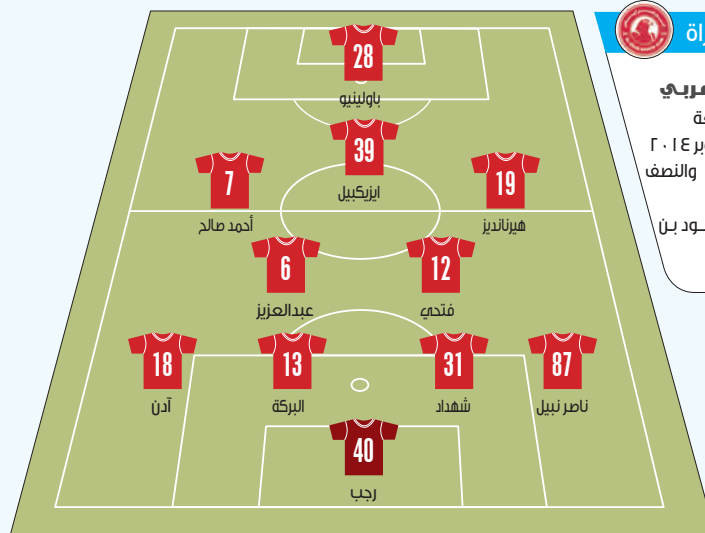 28
باولينيو
39
ايزيكييل
7
19
أحمد صالح
هيرنانديز
6
12
عبدالعزيز
فتحي
18
13
31
87
آدن
البركة
شهداد
ناصر نبيل
40
رجب
والنصف